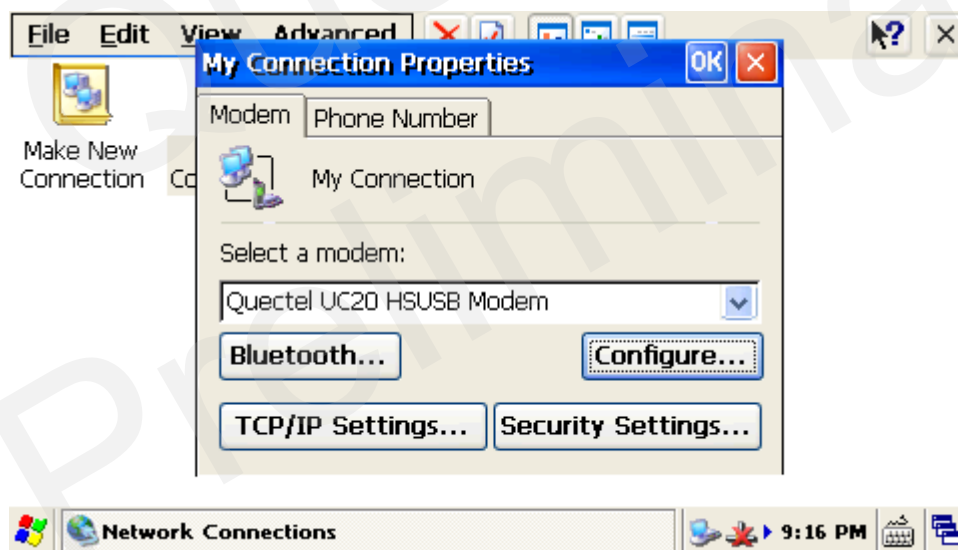 File Edit View Advanced
My Connection Properties OK
Modem Phone Number
Make New
Connection
Co
My Connection
Select a modem:
Quectel UC20 HSUSB Modem
Bluetooth... Configure...
TCP/IP Settings... Security Settings...
Network Connections 9:16 PM